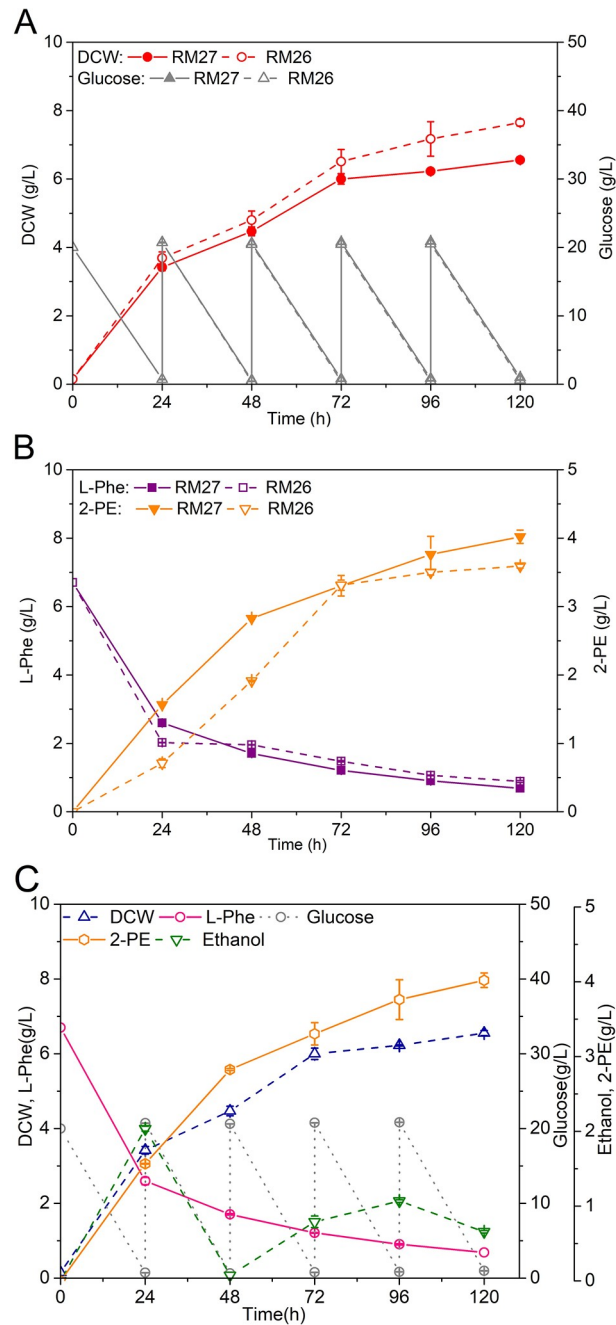 A
10
8
6
4
2
0
DCW (g/L)
DCW: RM27 RM26
Glucose: RM27 RM26
50
40
30
20
10
0
Glucose (g/L)
0 24 48 72 96 120
Time (h)
B
10
8
6
4
2
0
L-Phe (g/L)
L-Phe: RM27 RM26
2-PE: RM27 RM26
5
4
3
2
1
0
2-PE (g/L)
0 24 48 72 96 120
Time (h)
C
10
8
6
4
2
0
DCW, L-Phe(g/L)
DCW L-Phe Glucose
2-PE Ethanol
50
40
30
20
10
0
Glucose(g/L)
5
4
3
2
1
0
Ethanol, 2-PE(g/L)
0 24 48 72 96 120
Time(h)